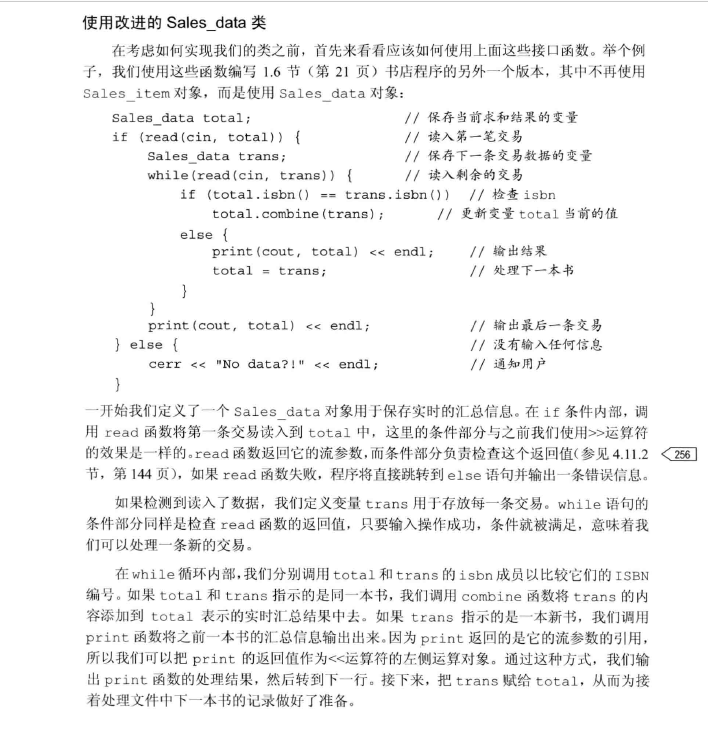 使用改进的 Sales_data 类
在考虑如何实现我们的类之前，首先来看看应该如何使用上面这些接口函数。举个例
子，我们使用这些函数编写 1.6 节（第 21 页）书店程序的另外一个版本，其中不再使用
Sales_item 对象，而是使用 Sales_data 对象：
Sales_data total; // 保存当前求和结果的变量
if (read(cin, total)) { // 读入第一笔交易
Sales_data trans; // 保存下一条交易数据的变量
while(read(cin, trans)) { // 读入剩余的交易
if (total.isbn() == trans.isbn()) // 检查 isbn
total.combine(trans); // 更新变量 total 当前的值
else {
print(cout, total) << endl; // 输出结果
total = trans; // 处理下一本书
}
}
print(cout, total) << endl; // 输出最后一条交易
} else { // 没有输入任何信息
cerr << "No data?!" << endl; // 通知用户
}
一开始我们定义了一个 Sales_data 对象用于保存实时的汇总信息。在 if 条件内部，调
用 read 函数将第一条交易读入到 total 中，这里的条件部分与之前我们使用>>运算符
的效果是一样的。read 函数返回它的流参数，而条件部分负责检查这个返回值（参见 4.11.2 256
节，第 144 页），如果 read 函数失败，程序将直接跳转到 else 语句并输出一条错误信息。
如果检测到读入了数据，我们定义变量 trans 用于存放每一条交易。while 语句的
条件部分同样是检查 read 函数的返回值，只要输入操作成功，条件就被满足，意味着我
们可以处理一条新的交易。
在 while 循环内部，我们分别调用 total 和 trans 的 isbn 成员以比较它们的 ISBN
编号。如果 total 和 trans 指示的是同一本书，我们调用 combine 函数将 trans 的内
容添加到 total 表示的实时汇总结果中去。如果 trans 指示的是一本新书，我们调用
print 函数将之前一本书的汇总信息输出出来。因为 print 返回的是它的流参数的引用，
所以我们可以把 print 的返回值作为<<运算符的左侧运算对象。通过这种方式，我们输
出 print 函数的处理结果，然后转到下一行。接下来，把 trans 赋给 total，从而为接
着处理文件中下一本书的记录做好了准备。